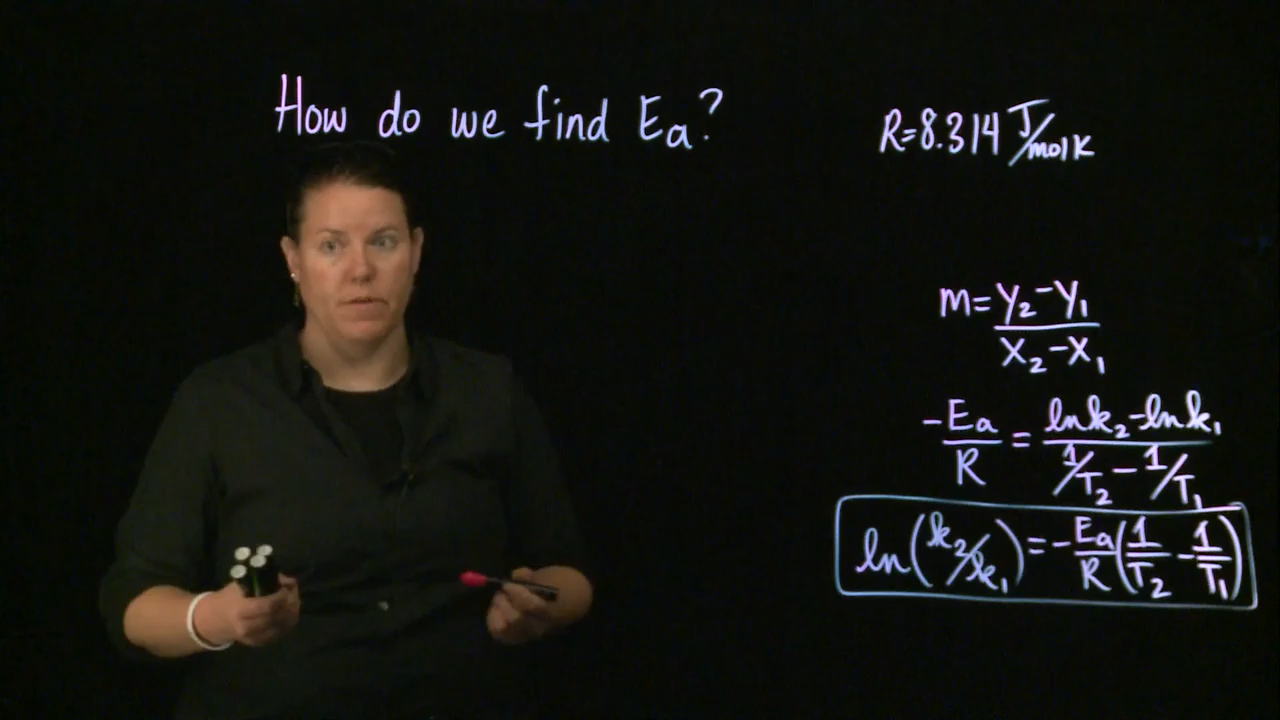 How do we find Ea?
R=8.314 J/mol K
m= y₂-y₁ / x₂-x₁
-Ea/R = lnk₂-lnk₁ / 1/T₂ - 1/T₁
ln(k₂/k₁) = -Ea/R (1/T₂ - 1/T₁)